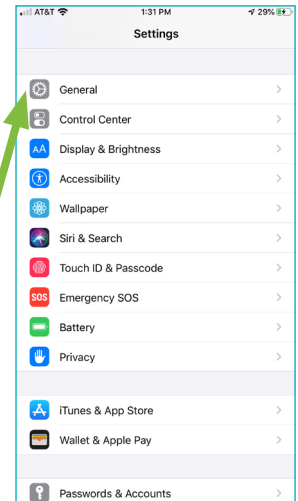 AT&T 1:31 PM 29%
Settings
General
Control Center
AA Display & Brightness
Accessibility
Wallpaper
Siri & Search
Touch ID & Passcode
SOS Emergency SOS
Battery
Privacy
iTunes & App Store
Wallet & Apple Pay
Passwords & Accounts